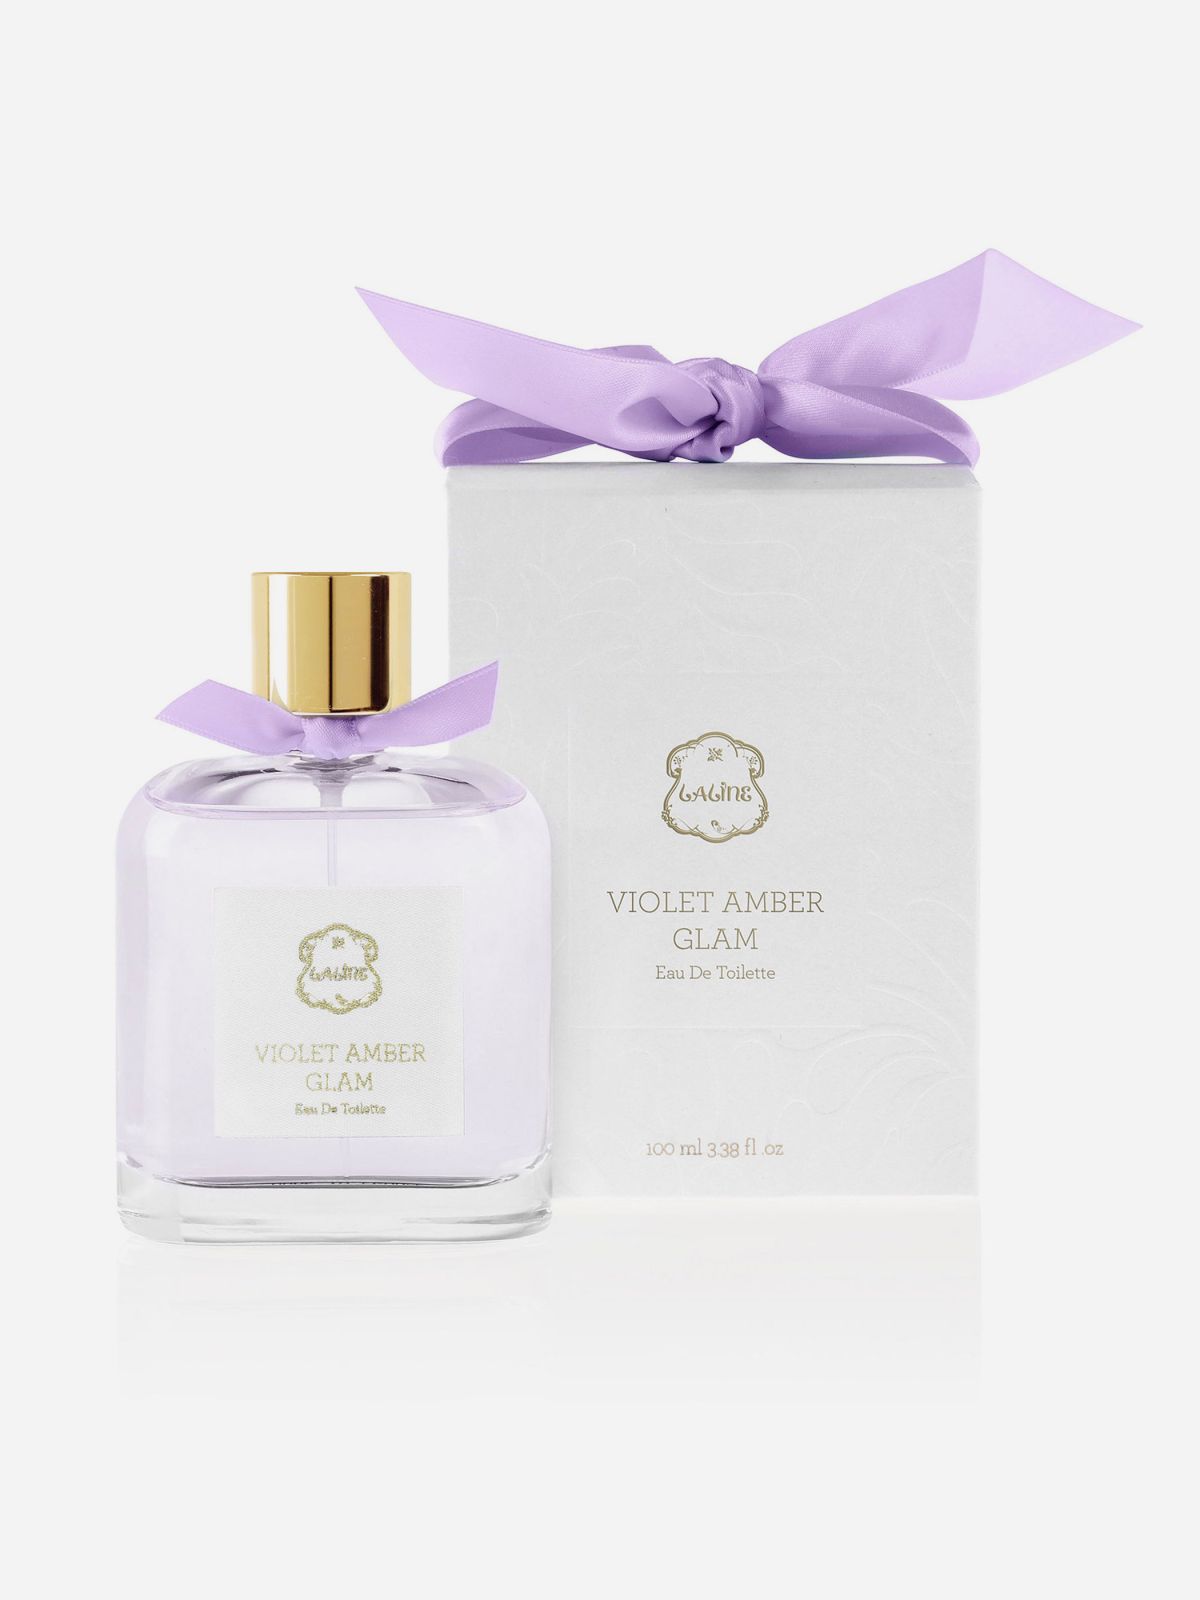 LALINE
VIOLET AMBER
GLAM
Eau De Toilette
100 ml 3.38 fl .oz
LALINE
VIOLET AMBER
GLAM
Eau De Toilette